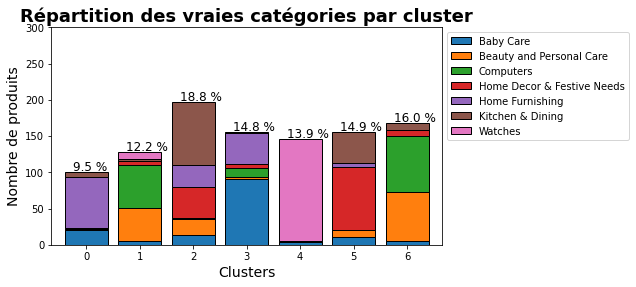 Répartition des vraies catégories par cluster
Nombre de produits
300
250
200
150
100
50
0
9.5 %
12.2 %
18.8 %
14.8 %
13.9 %
14.9 %
16.0 %
0 1 2 3 4 5 6
Clusters
Baby Care
Beauty and Personal Care
Computers
Home Decor & Festive Needs
Home Furnishing
Kitchen & Dining
Watches